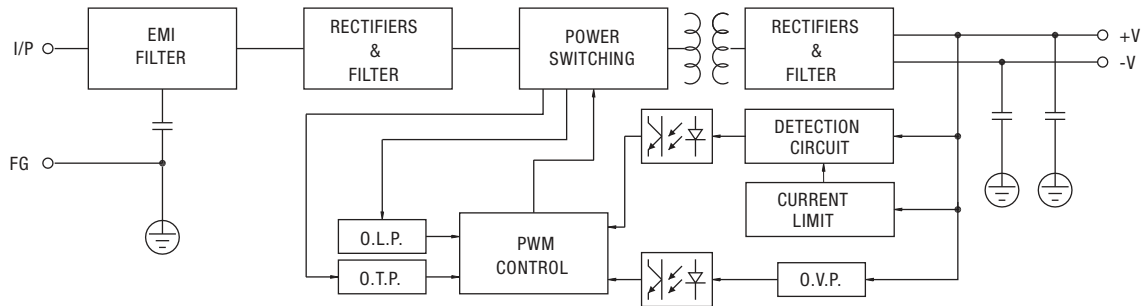 I/P
EMI
FILTER
RECTIFIERS
&
FILTER
POWER
SWITCHING
RECTIFIERS
&
FILTER
+V
-V
FG
DETECTION
CIRCUIT
CURRENT
LIMIT
O.L.P.
O.T.P.
PWM
CONTROL
O.V.P.